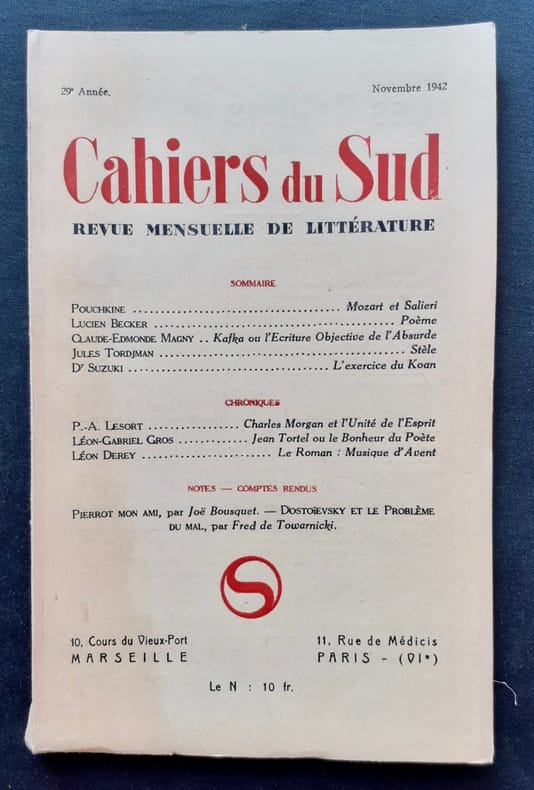 29e Année.
Novembre 1942
Cahiers du Sud
REVUE MENSUELLE DE LITTÉRATURE
SOMMAIRE
POUCHKINE ........................................ Mozart et Salieri
LUCIEN BECKER ............................................... Poème
CLAUDE-EDMONDE MAGNY .. Kafka ou l'Ecriture Objective de l'Absurde
JULES TORDJMAN ................................................ Stèle
Dr SUZUKI ....................................... L'exercice du Koan
CHRONIQUES
P.-A. LESORT ................. Charles Morgan et l'Unité de l'Esprit
LÉON-GABRIEL GROS ............. Jean Tortel ou le Bonheur du Poète
LÉON DEREY ........................ Le Roman : Musique d'Avent
NOTES — COMPTES RENDUS
PIERROT MON AMI, par Joë Bousquet. — DOSTOÏEVSKY ET LE PROBLÈME
DU MAL, par Fred de Towarnicki.
10, Cours du Vieux-Port
MARSEILLE
11, Rue de Médicis
PARIS - (VIe)
Le N : 10 fr.